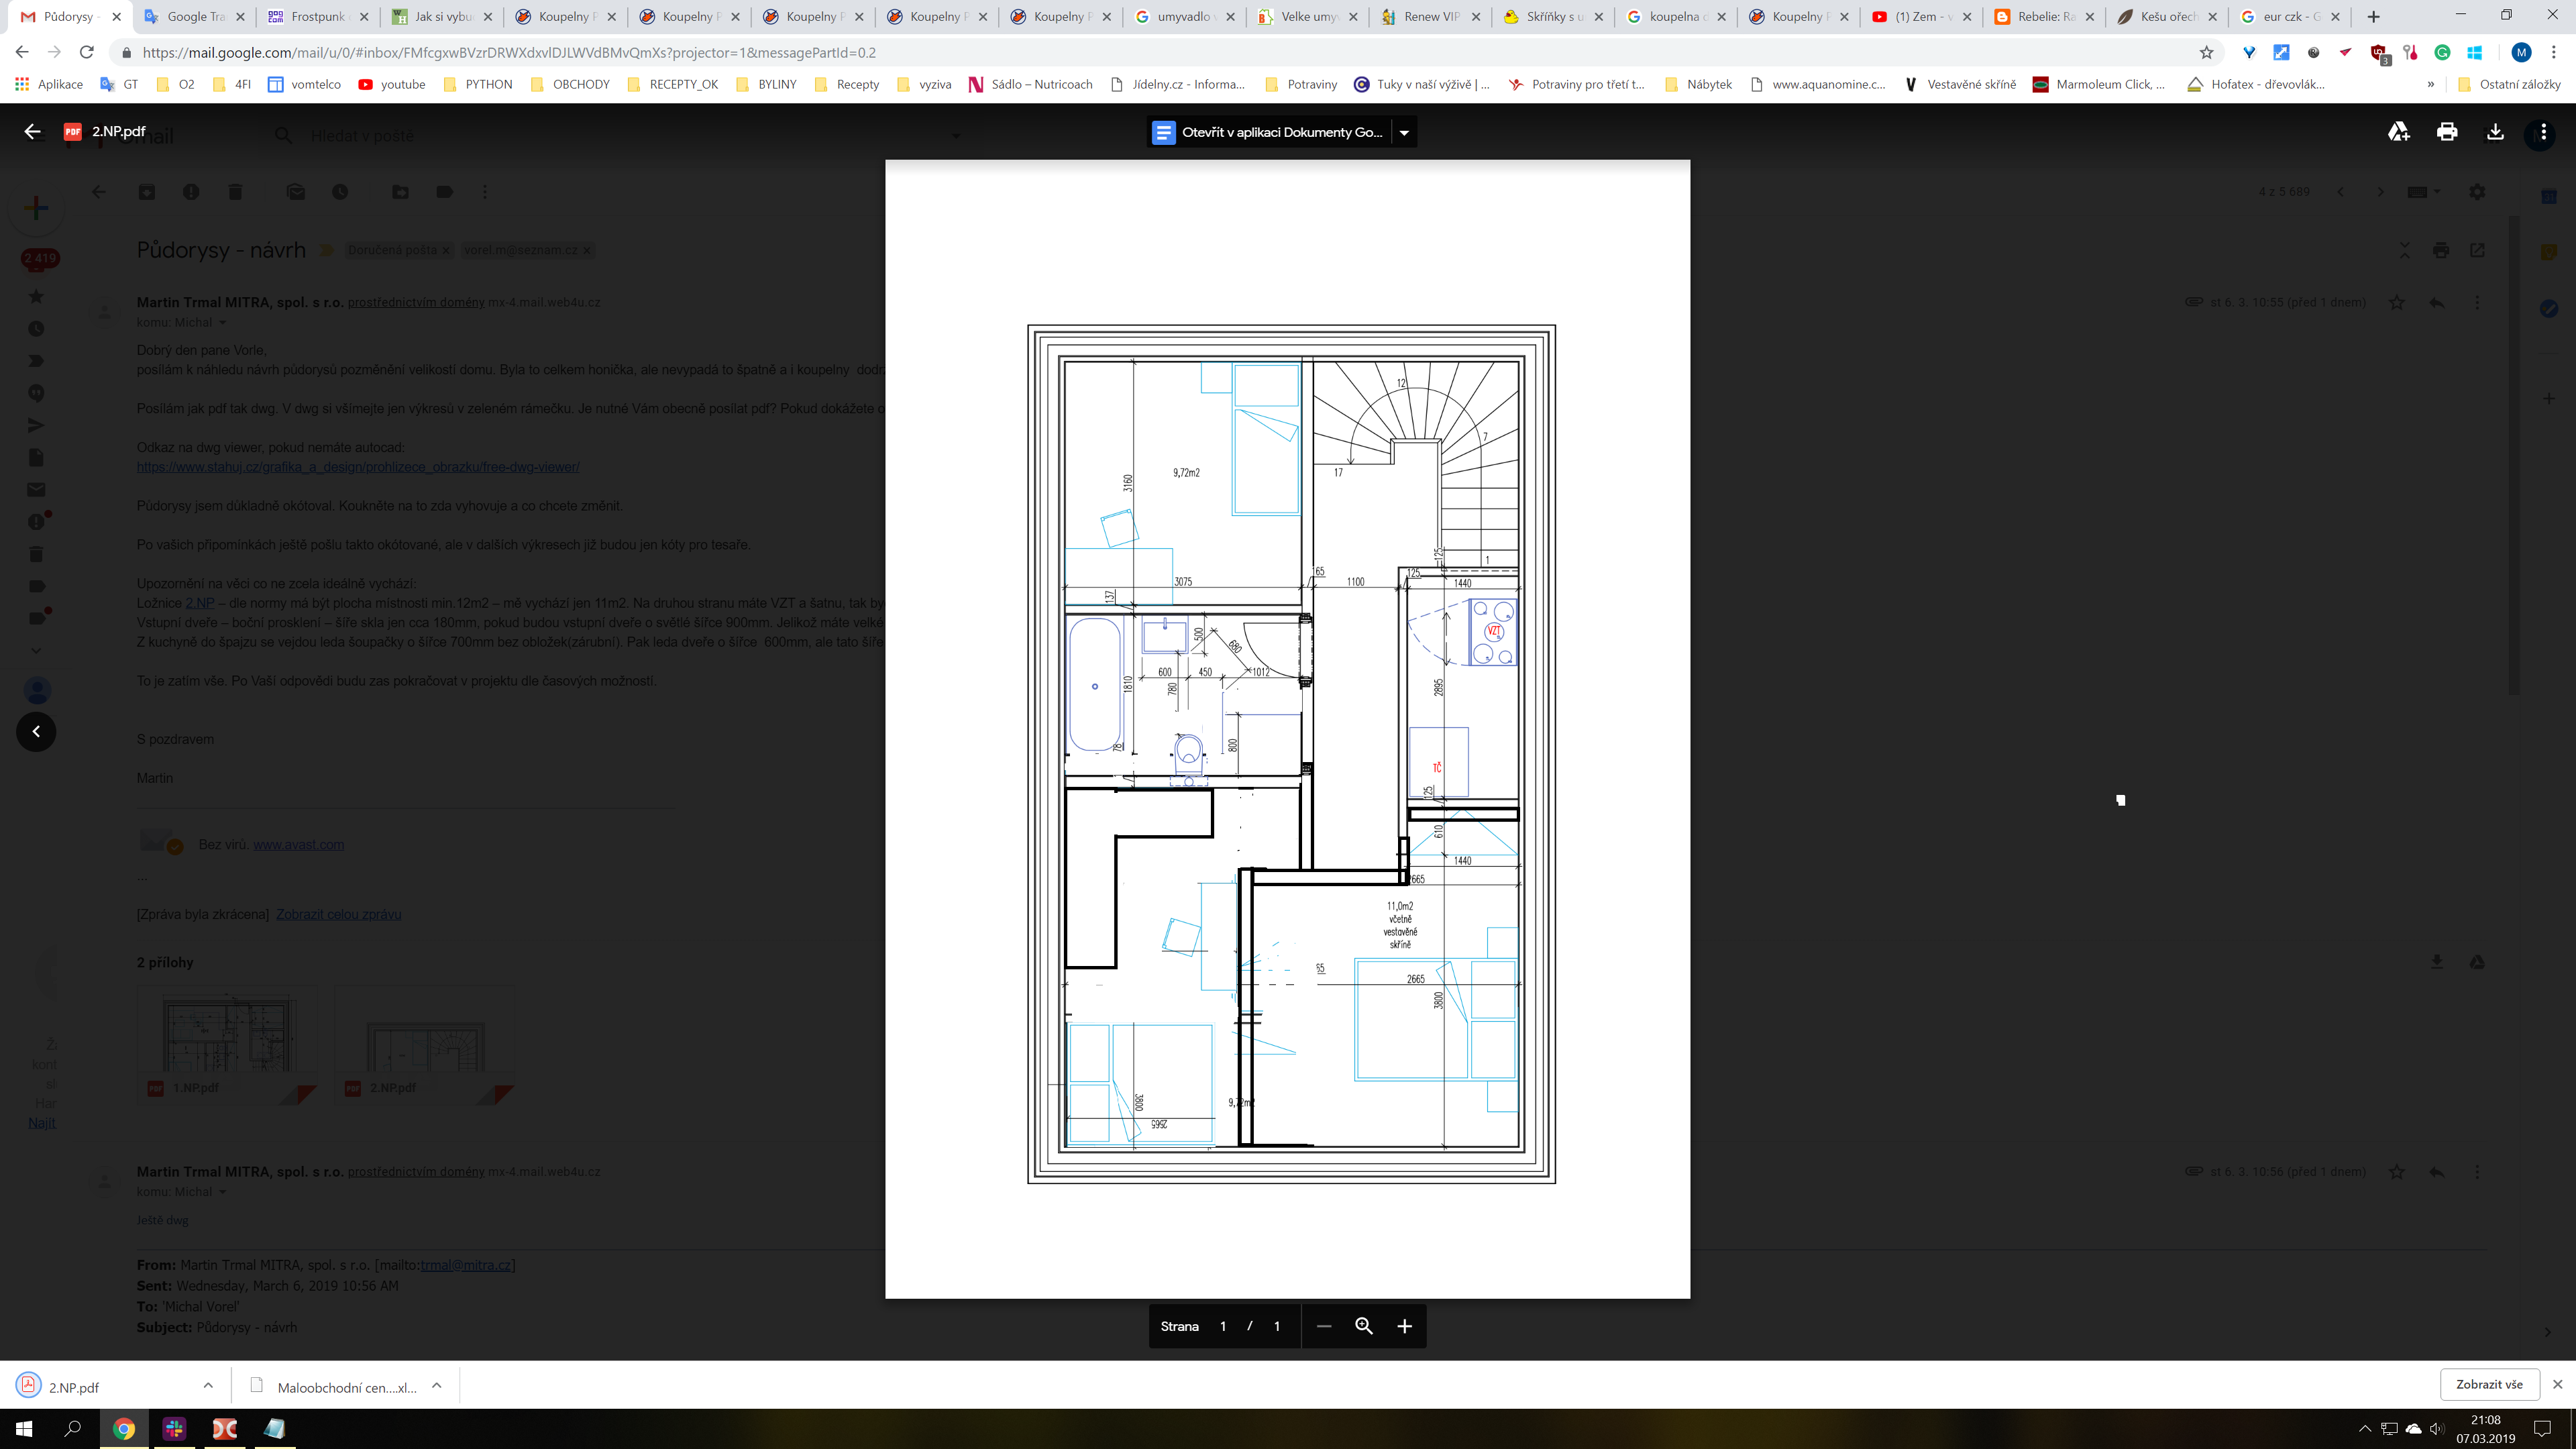 Půdorysy -
Google Tra
Frostpunk
Jak si vybu
Koupelny P
Koupelny P
Koupelny P
Koupelny P
Koupelny P
umyvadlo
Velke umy
Renew VIP
Skříňky s u
koupelna
Koupelny P
(1) Zem - v
Rebelie: Ra
Kešu ořech
eur czk - G
https://mail.google.com/mail/u/0/#inbox/FMfcgxwBVzrDRWXdxvlDJLWVdBMvQmXs?projector=1&messagePartId=0.2
Aplikace
GT
O2
4FI
vomtelco
youtube
PYTHON
OBCHODY
RECEPTY_OK
BYLINY
Recepty
vyziva
Sádlo – Nutricoach
Jídelny.cz - Informa...
Potraviny
Tuky v naší výživě | ...
Potraviny pro třetí t...
Nábytek
www.aquanomine.c...
Vestavěné skříně
Marmoleum Click, ...
Hofatex - dřevovlák...
»
Ostatní záložky
PDF 2.NP.pdf
Hledat v poště
Otevřít v aplikaci Dokumenty Go...
4 z 5 689
2 419
Půdorysy - návrh
Doručená pošta ×
vorel.m@seznam.cz ×
Martin Trmal MITRA, spol. s r.o. prostřednictvím domény mx-4.mail.web4u.cz
st 6. 3. 10:55 (před 1 dnem)
komu: Michal
Dobrý den pane Vorle,
posílám k náhledu návrh půdorysů pozmění velikostí domu. Byla to celkem honička, ale nevypadá to špatně a i koupelny dodr
Posílám jak pdf tak dwg. V dwg si všímejte jen výkresů v zeleném rámečku. Je nutné Vám obecně posílat pdf? Pokud dokážete o
Odkaz na dwg viewer, pokud nemáte autocad:
https://www.stahuj.cz/grafika_a_design/prohlizece_obrazku/free-dwg-viewer/
Půdorysy jsem důkladně okótoval. Koukněte na to zda vyhovuje a co chcete změnit.
Po vašich připomínkách ještě pošlu takto okótované, ale v dalších výkresech již budou jen kóty pro tesaře.
Upozornění na věci co ne zcela ideálně vychází:
Ložnice 2.NP – dle normy má být plocha místnosti min.12m2 – mě vychází jen 11m2. Na druhou stranu máte VZT a šatnu, tak by
Vstupní dveře – boční prosklení – šíře skla jen cca 180mm, pokud budou vstupní dveře o světlé šířce 900mm. Jelikož máte velké
Z kuchyně do špajzu se vejdou leda šoupačky o šířce 700mm bez obložek(zárubní). Pak leda dveře o šířce 600mm, ale tato šíře
To je zatím vše. Po Vaší odpovědi budu zas pokračovat v projektu dle časových možností.
S pozdravem
Martin
Bez virů. www.avast.com
...
[Zpráva byla zkrácena] Zobrazit celou zprávu
2 přílohy
PDF 1.NP.pdf
PDF 2.NP.pdf
kont
Har
Najít
Martin Trmal MITRA, spol. s r.o. prostřednictvím domény mx-4.mail.web4u.cz
st 6. 3. 10:56 (před 1 dnem)
komu: Michal
Ještě dwg
From: Martin Trmal MITRA, spol. s r.o. [mailto:trmal@mitra.cz]
Sent: Wednesday, March 6, 2019 10:56 AM
To: 'Michal Vorel'
Subject: Půdorysy - návrh
12
7
17
9,72m2
3160
125
1
65
3075
1100
125
1440
137
500
680
VZT
600
450
1012
1810
780
2895
78
800
TČ
125
610
1440
2665
11,0m2
včetně
vestavěné
skříně
2665
3800
3800
9,72m2
2565
Strana 1 / 1
2.NP.pdf
Maloobchodní cen....xl...
Zobrazit vše
21:08
07.03.2019